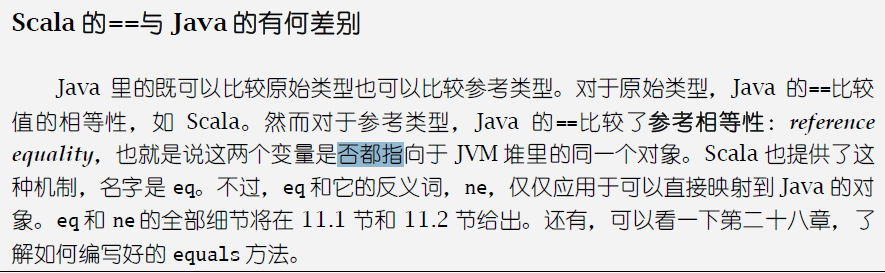 Scala 的==与 Java 的有何差别
Java 里的既可以比较原始类型也可以比较参考类型。对于原始类型，Java 的==比较
值的相等性，如 Scala。然而对于参考类型，Java 的==比较了参考相等性：reference
equality，也就是说这两个变量是否都指向于 JVM 堆里的同一个对象。Scala 也提供了这
种机制，名字是 eq。不过，eq 和它的反义词，ne，仅仅应用于可以直接映射到 Java 的对
象。eq 和 ne 的全部细节将在 11.1 节和 11.2 节给出。还有，可以看一下第二十八章，了
解如何编写好的 equals 方法。